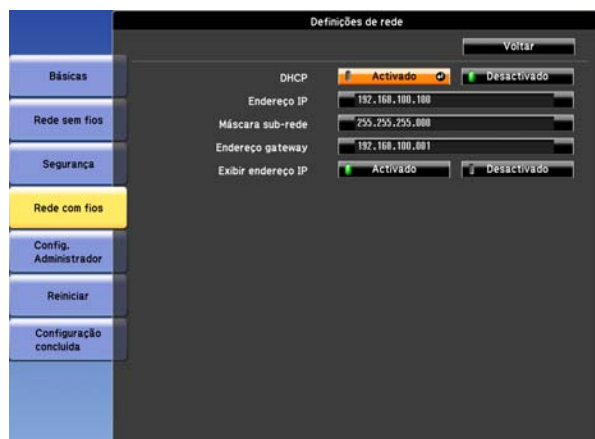 Definições de rede
Voltar
Básicas
DHCP Activado Desactivado
Endereço IP 192.168.100.100
Rede sem fios
Máscara sub-rede 255.255.255.000
Endereço gateway 192.168.100.001
Segurança
Exibir endereço IP Activado Desactivado
Rede com fios
Config.
Administrador
Reiniciar
Configuração
concluída